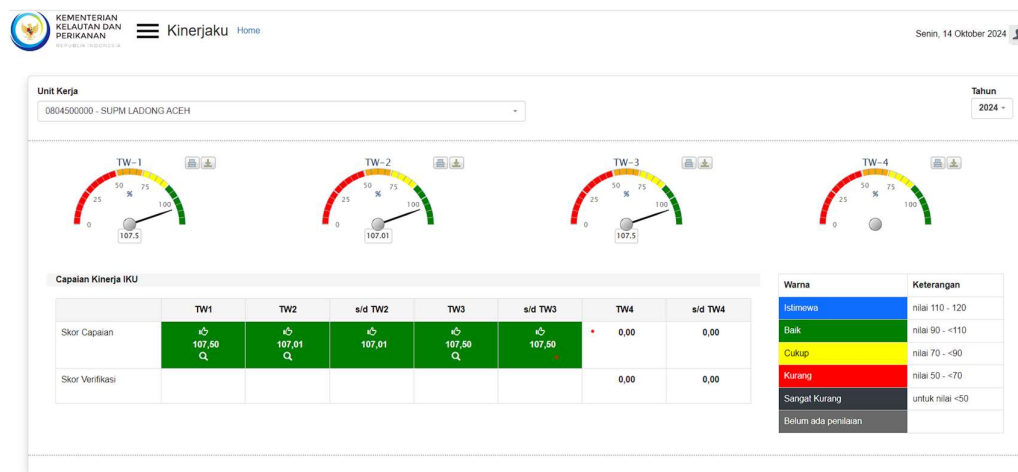 KEMENTERIAN
KELAUTAN DAN
PERIKANAN
REPUBLIK INDONESIA
Kinerjaku Home
Senin, 14 Oktober 2024
Unit Kerja
Tahun
0804500000 - SUPM LADONG ACEH
2024
TW-1
0 25 50 75 100
%
107.5
TW-2
0 25 50 75 100
%
107.01
TW-3
0 25 50 75 100
%
107.5
TW-4
0 25 50 75 100
%
Capaian Kinerja IKU
TW1 TW2 s/d TW2 TW3 s/d TW3 TW4 s/d TW4
Skor Capaian 107,50 107,01 107,01 107,50 107,50 0,00 0,00
Skor Verifikasi 0,00 0,00
Warna Keterangan
Istimewa nilai 110 - 120
Baik nilai 90 - <110
Cukup nilai 70 - <90
Kurang nilai 50 - <70
Sangat Kurang untuk nilai <50
Belum ada penilaian